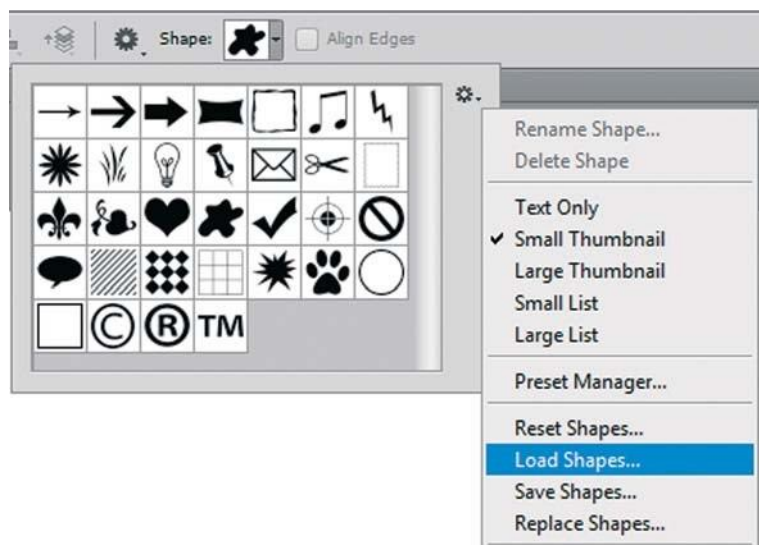 Shape:
Align Edges
Rename Shape...
Delete Shape
Text Only
Small Thumbnail
Large Thumbnail
Small List
Large List
Preset Manager...
Reset Shapes...
Load Shapes...
Save Shapes...
Replace Shapes...
©
®
TM